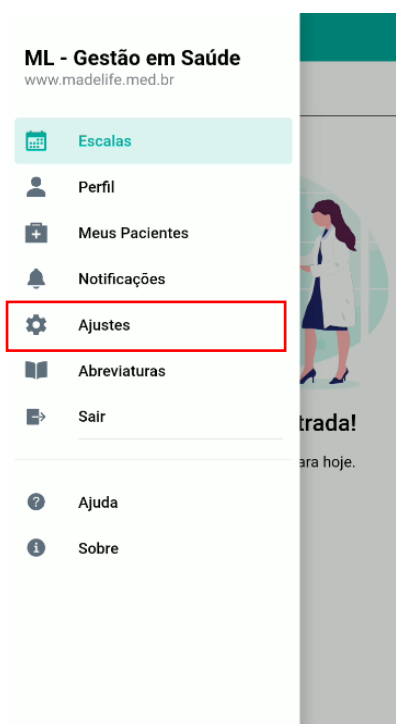 ML - Gestão em Saúde
www.madelife.med.br
Escalas
Perfil
Meus Pacientes
Notificações
Ajustes
Abreviaturas
Sair
trada!
ara hoje.
Ajuda
Sobre